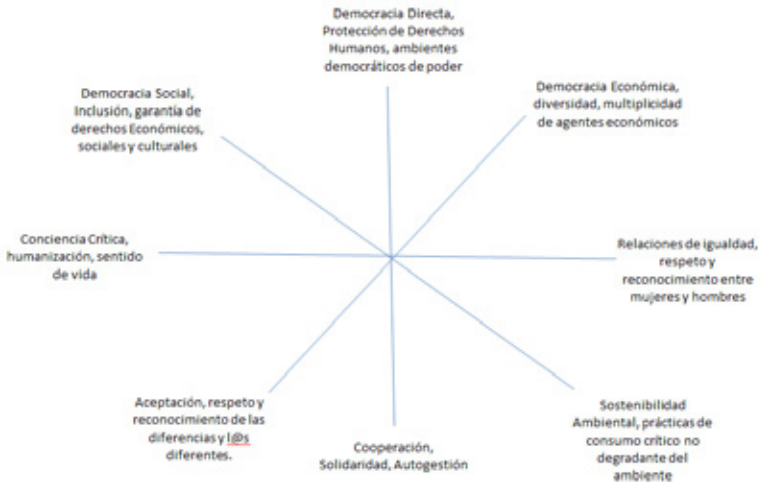 Democracia Directa,
Protección de Derechos
Humanos, ambientes
democráticos de poder
Democracia Social,
Inclusión, garantía de
derechos Económicos,
sociales y culturales
Democracia Económica,
diversidad, multiplicidad
de agentes económicos
Conciencia Crítica,
humanización, sentido
de vida
Relaciones de igualdad,
respeto y
reconocimiento entre
mujeres y hombres
Aceptación, respeto y
reconocimiento de las
diferencias y l@s
diferentes.
Cooperación,
Solidaridad, Autogestión
Sostenibilidad
Ambiental, prácticas de
consumo crítico no
degradante del
ambiente